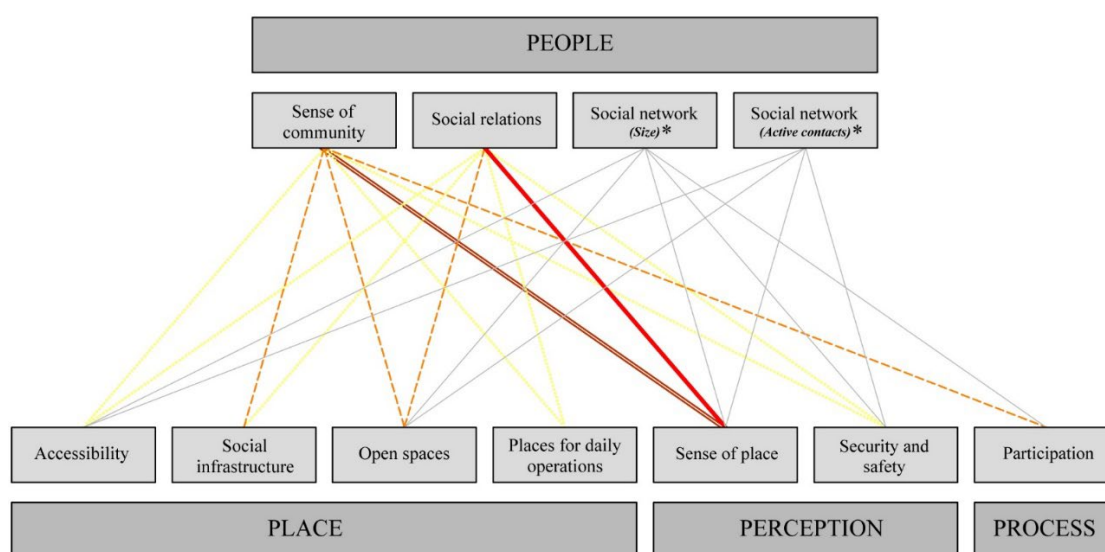 PEOPLE
Sense of
community
Social relations
Social network
(Size)*
Social network
(Active contacts)*
Accessibility
Social
infrastructure
Open spaces
Places for daily
operations
Sense of place
Security and
safety
Participation
PLACE
PERCEPTION
PROCESS